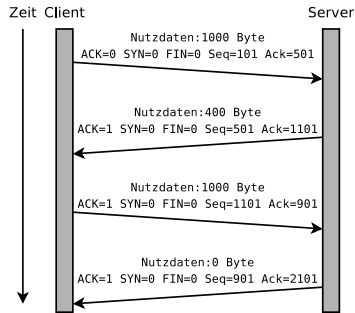 Zeit Client Server
Nutzdaten:1000 Byte
ACK=0 SYN=0 FIN=0 Seq=101 Ack=501
Nutzdaten:400 Byte
ACK=1 SYN=0 FIN=0 Seq=501 Ack=1101
Nutzdaten:1000 Byte
ACK=1 SYN=0 FIN=0 Seq=1101 Ack=901
Nutzdaten:0 Byte
ACK=1 SYN=0 FIN=0 Seq=901 Ack=2101